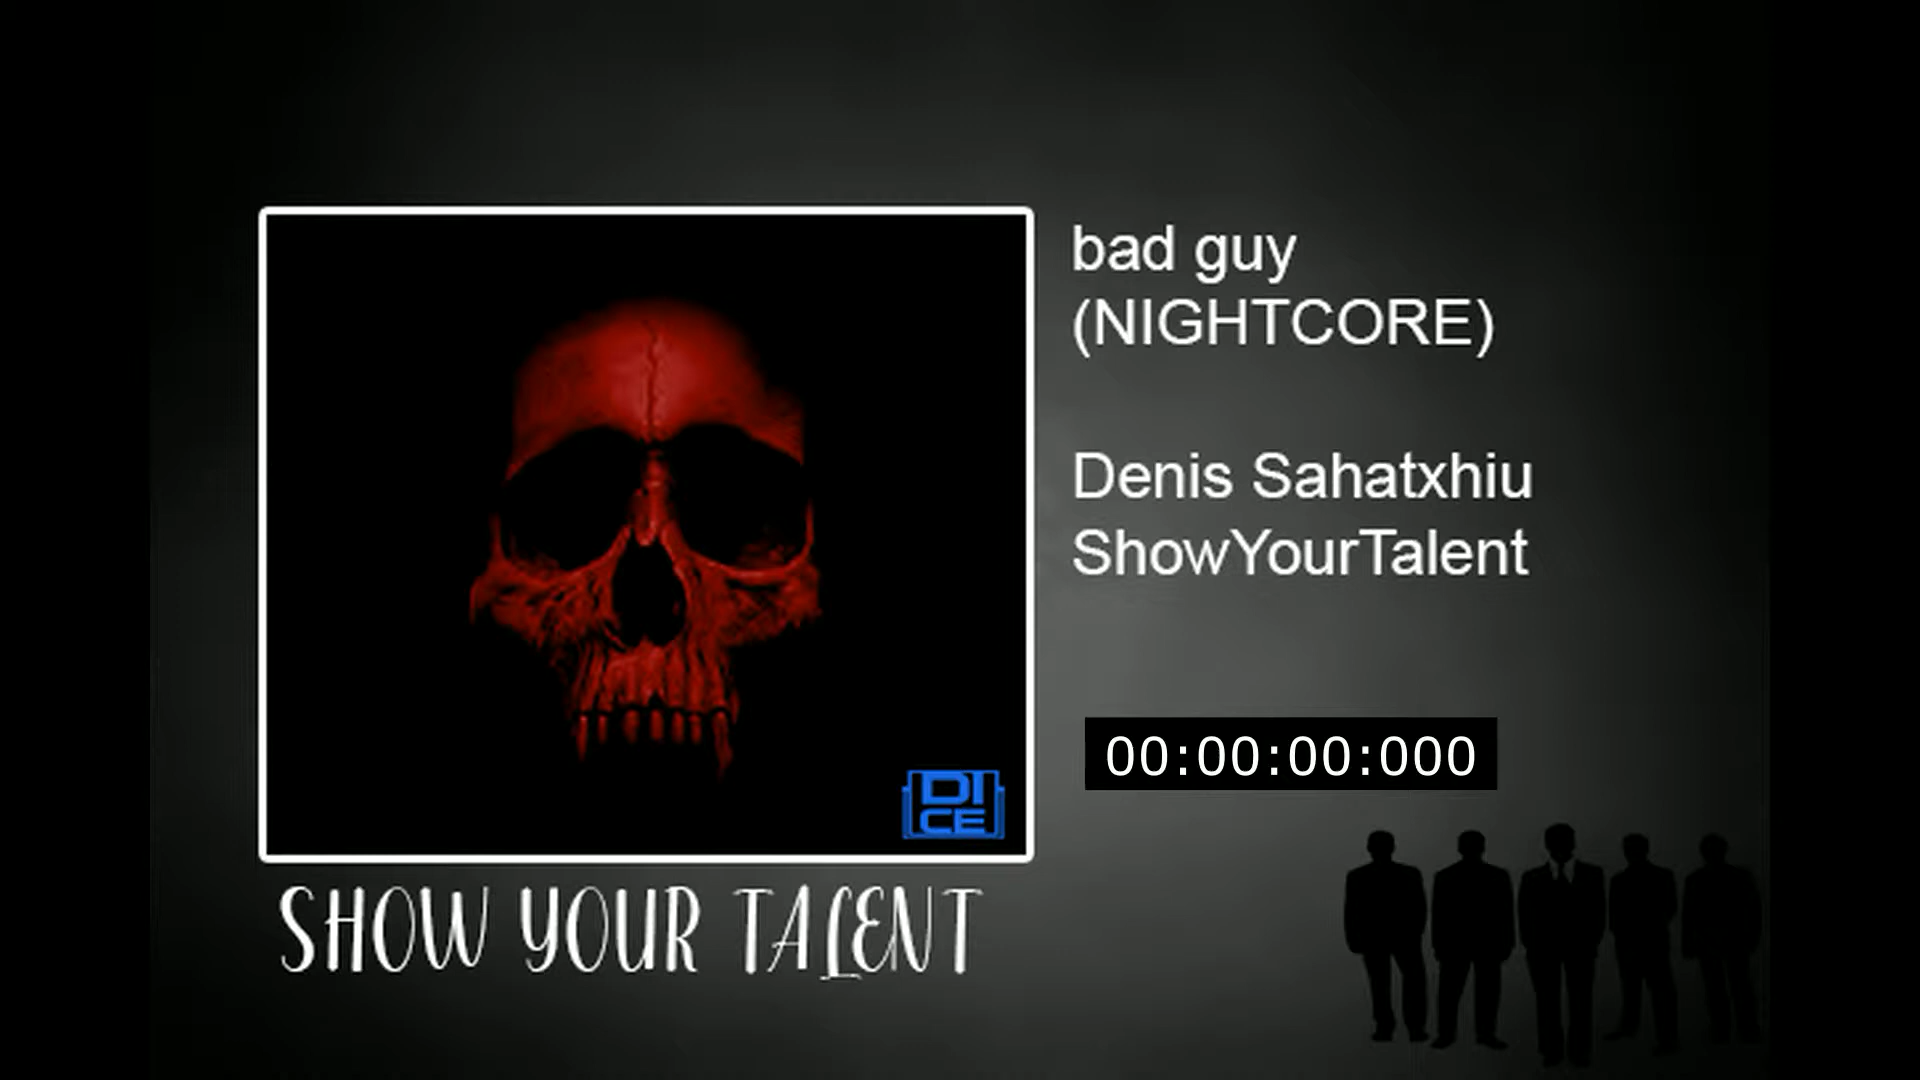 bad guy
(NIGHTCORE)
Denis Sahatxhiu
ShowYourTalent
00:00:00:000
DI
CE
SHOW YOUR TALENT